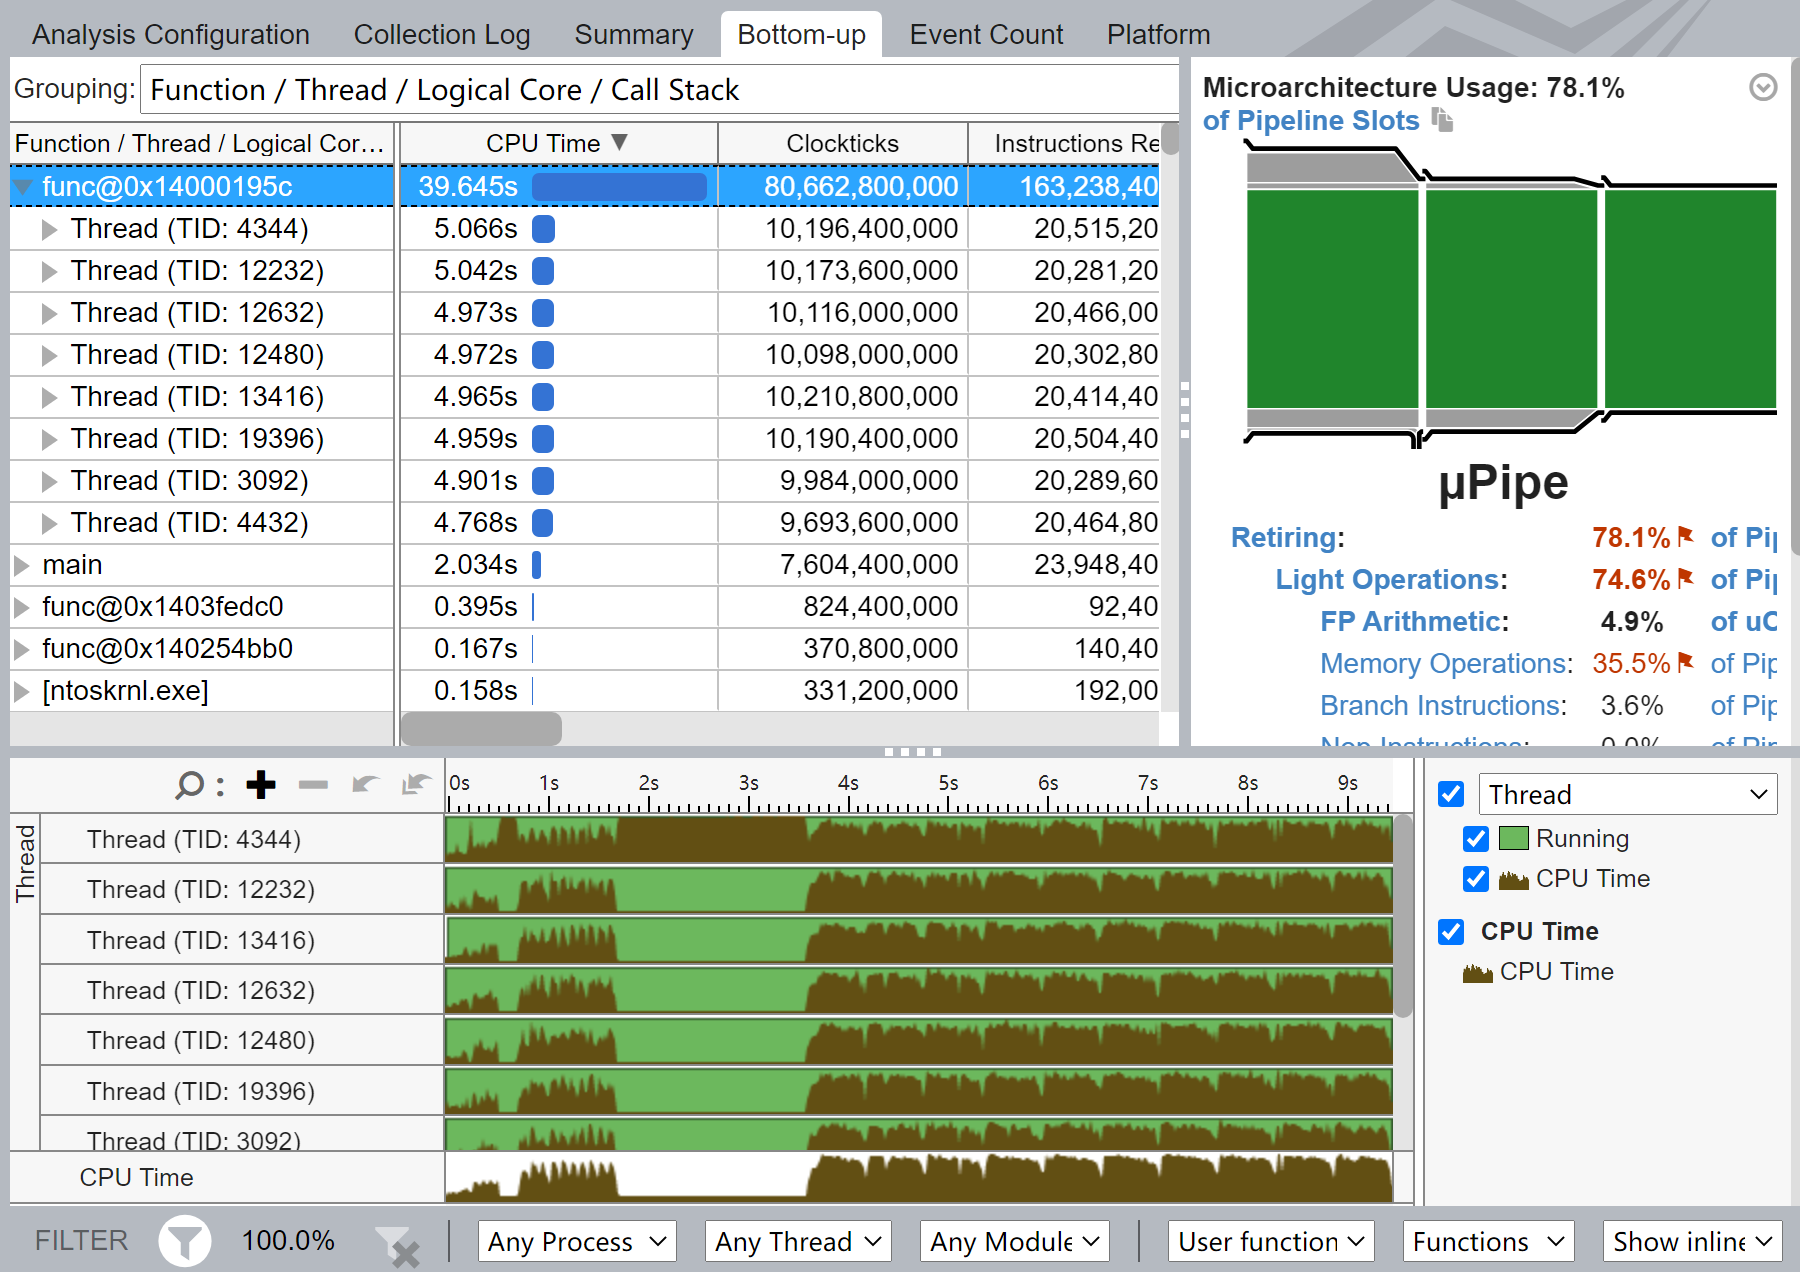 Analysis Configuration Collection Log Summary Bottom-up Event Count Platform
Grouping: Function / Thread / Logical Core / Call Stack
Function / Thread / Logical Cor... CPU Time Clockticks Instructions Re
func@0x14000195c 39.645s 80,662,800,000 163,238,40
Thread (TID: 4344) 5.066s 10,196,400,000 20,515,20
Thread (TID: 12232) 5.042s 10,173,600,000 20,281,20
Thread (TID: 12632) 4.973s 10,116,000,000 20,466,00
Thread (TID: 12480) 4.972s 10,098,000,000 20,302,80
Thread (TID: 13416) 4.965s 10,210,800,000 20,414,40
Thread (TID: 19396) 4.959s 10,190,400,000 20,504,40
Thread (TID: 3092) 4.901s 9,984,000,000 20,289,60
Thread (TID: 4432) 4.768s 9,693,600,000 20,464,80
main 2.034s 7,604,400,000 23,948,40
func@0x1403fedc0 0.395s 824,400,000 92,40
func@0x140254bb0 0.167s 370,800,000 140,40
[ntoskrnl.exe] 0.158s 331,200,000 192,00
Microarchitecture Usage: 78.1%
of Pipeline Slots
µPipe
Retiring: 78.1% of Pip
Light Operations: 74.6% of Pip
FP Arithmetic: 4.9% of uC
Memory Operations: 35.5% of Pip
Branch Instructions: 3.6% of Pip
Nop Instructions: 0.0% of Pip
0s 1s 2s 3s 4s 5s 6s 7s 8s 9s
Thread
Thread (TID: 4344)
Thread (TID: 12232)
Thread (TID: 13416)
Thread (TID: 12632)
Thread (TID: 12480)
Thread (TID: 19396)
Thread (TID: 3092)
CPU Time
Thread
Running
CPU Time
CPU Time
CPU Time
FILTER 100.0% Any Process Any Thread Any Module User function Functions Show inline